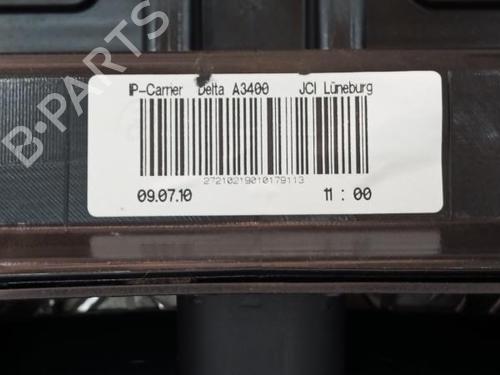 IP-Carrier Delta A3400 JCI Lüneburg
27210219010179113
09.07.10 11 : 00
B-PARTS